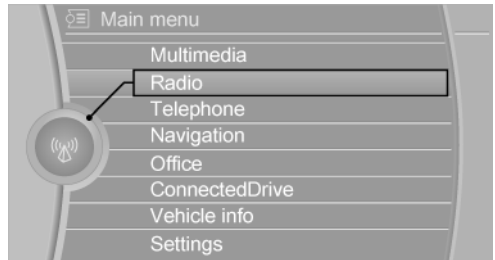 Main menu
Multimedia
Radio
Telephone
Navigation
Office
ConnectedDrive
Vehicle info
Settings